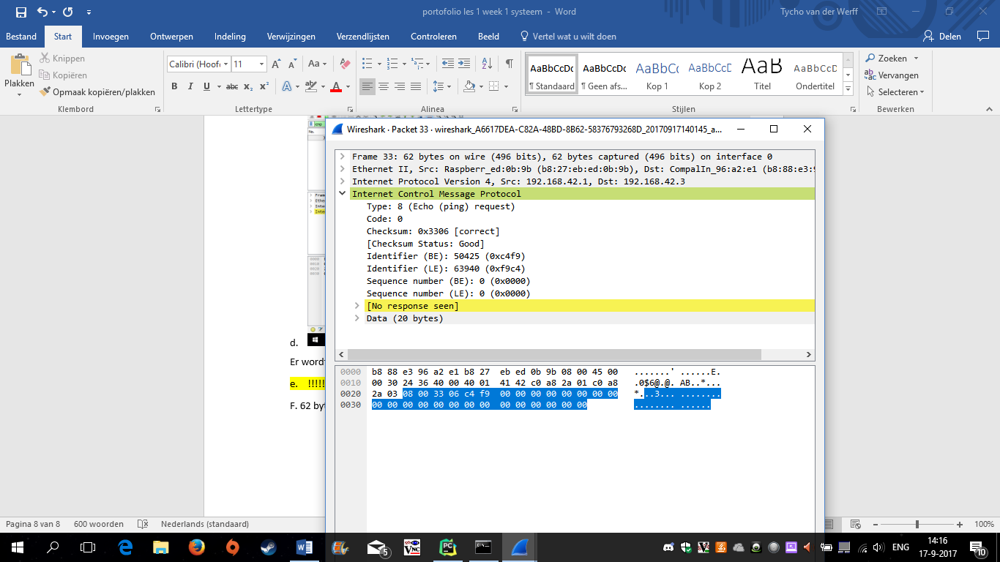 portofolio les 1 week 1 systeem - Word
Tycho van der Werff
Bestand Start Invoegen Ontwerpen Indeling Verwijzingen Verzendlijsten Controleren Beeld Vertel wat u wilt doen Delen
Plakken
Knippen
Kopiëren
Opmaak kopiëren/plakken
Klembord
Calibri (Hoof
11
Lettertype
Alinea
AaBbCcDc AaBbCcDc AaBbCc AaBbCcD AaB AaBbCcD
¶ Standaard ¶ Geen afs... Kop 1 Kop 2 Titel Ondertitel
Stijlen
Zoeken
Vervangen
Selecteren
Bewerken
Wireshark · Packet 33 · wireshark_A6617DEA-C82A-48BD-8B62-58376793268D_20170917140145_a...
Frame 33: 62 bytes on wire (496 bits), 62 bytes captured (496 bits) on interface 0
Ethernet II, Src: Raspberr_ed:0b:9b (b8:27:eb:ed:0b:9b), Dst: CompalIn_96:a2:e1 (b8:88:e3:9
Internet Protocol Version 4, Src: 192.168.42.1, Dst: 192.168.42.3
Internet Control Message Protocol
Type: 8 (Echo (ping) request)
Code: 0
Checksum: 0x3306 [correct]
[Checksum Status: Good]
Identifier (BE): 50425 (0xc4f9)
Identifier (LE): 63940 (0xf9c4)
Sequence number (BE): 0 (0x0000)
Sequence number (LE): 0 (0x0000)
[No response seen]
Data (20 bytes)
0000 b8 88 e3 96 a2 e1 b8 27 eb ed 0b 9b 08 00 45 00 .......' ......E.
0010 00 30 24 36 40 00 40 01 41 42 c0 a8 2a 01 c0 a8 .0$6@.@. AB..*...
0020 2a 03 08 00 33 06 c4 f9 00 00 00 00 00 00 00 00 *...3... ........
0030 00 00 00 00 00 00 00 00 00 00 00 00 00 00 ........ ......
d.
Er word
e. !!!!!
F. 62 by
Pagina 8 van 8 600 woorden Nederlands (standaard) 100%
5
ENG
14:16
17-9-2017
10